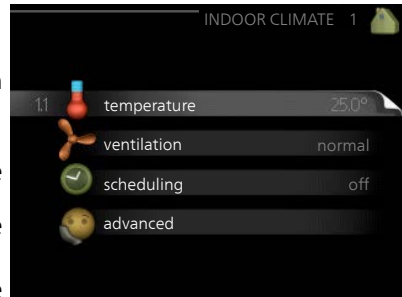 INDOOR CLIMATE 1
1.1 temperature 25.0°
ventilation normal
scheduling off
advanced